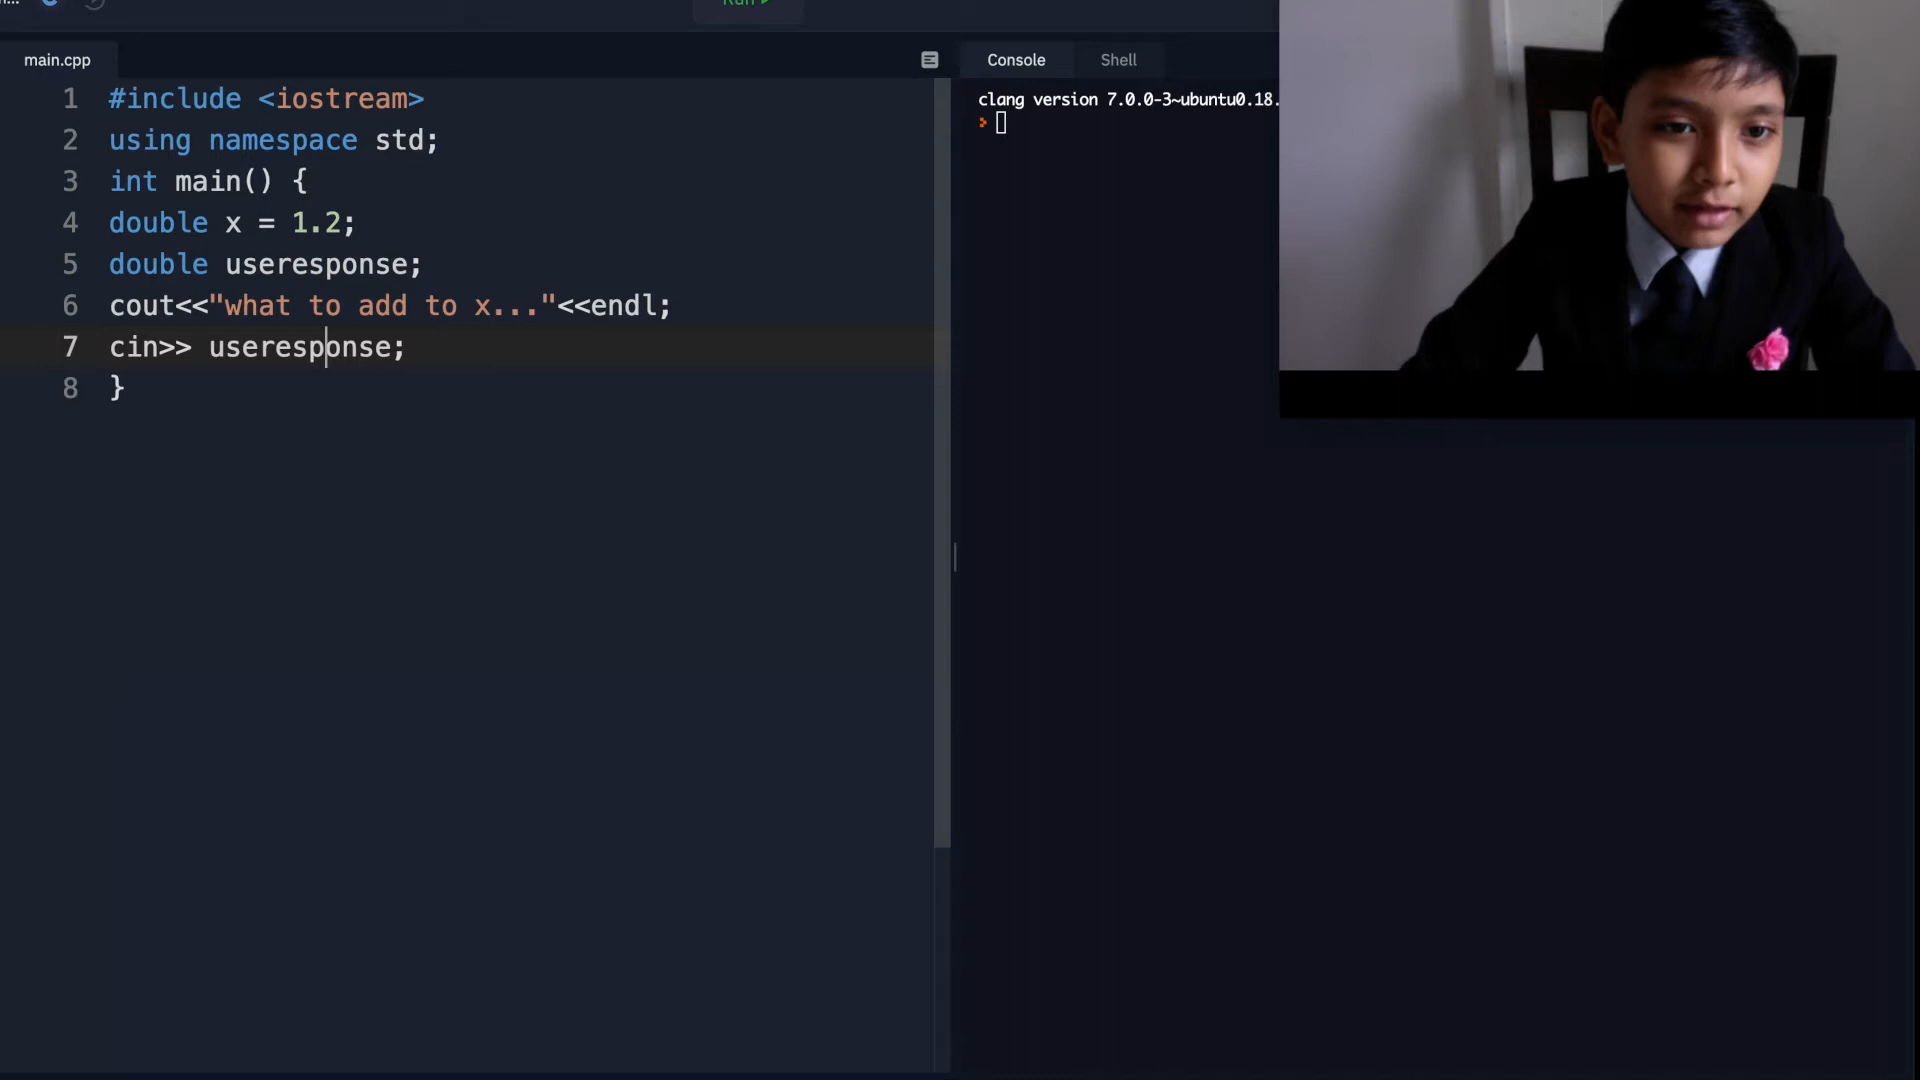 main.cpp
Console Shell
1 #include <iostream>
2 using namespace std;
3 int main() {
4 double x = 1.2;
5 double useresponse;
6 cout<<"what to add to x..."<<endl;
7 cin>> useresponse;
8 }
clang version 7.0.0-3~ubuntu0.18.